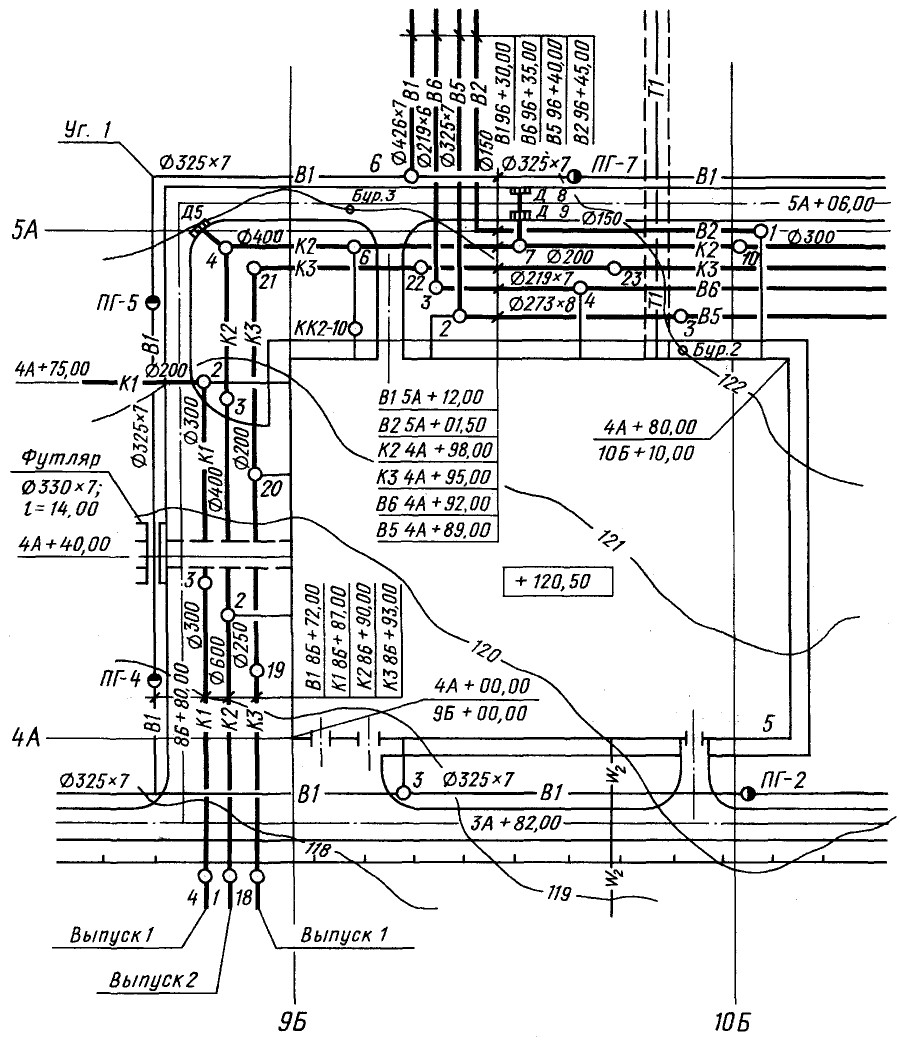 В1
В6
В5
В2
Ø426×7
Ø219×6
Ø325×7
Ø150
В1 9Б + 30,00
В6 9Б + 35,00
В5 9Б + 40,00
В2 9Б + 45,00
Т1
Уг. 1
Ø325×7
В1
6
Ø325×7
ПГ-7
В1
Бур.3
Д 8
Д 9
Ø150
5А + 06,00
5А
Д5
4
Ø400
К2
6
7
Ø200
В2
К2
1
10
Ø300
21
К3
22
23
К3
3
Ø219×7
4
Т1
В6
Ø273×8
2
3
В5
ПГ-5
В1
К2
К3
КК2-10
Бур.2
122
4А + 75,00
К1
Ø200
2
3
Ø325×7
Ø300
К1
Ø400
Ø200
20
В1 5А + 12,00
В2 5А + 01,50
К2 4А + 98,00
К3 4А + 95,00
В6 4А + 92,00
В5 4А + 89,00
4А + 80,00
10Б + 10,00
Футляр
Ø330×7;
l = 14,00
4А + 40,00
121
+ 120,50
3
2
Ø300
Ø600
Ø250
19
В1 8Б + 72,00
К1 8Б + 87,00
К2 8Б + 90,00
К3 8Б + 93,00
120
ПГ-4
В1
8Б + 80,00
К1
К2
К3
4А + 00,00
9Б + 00,00
4А
5
Ø325×7
В1
3
Ø325×7
В1
W2
ПГ-2
3А + 82,00
118
119
W2
4
1
18
Выпуск 1
Выпуск 1
Выпуск 2
9Б
10Б